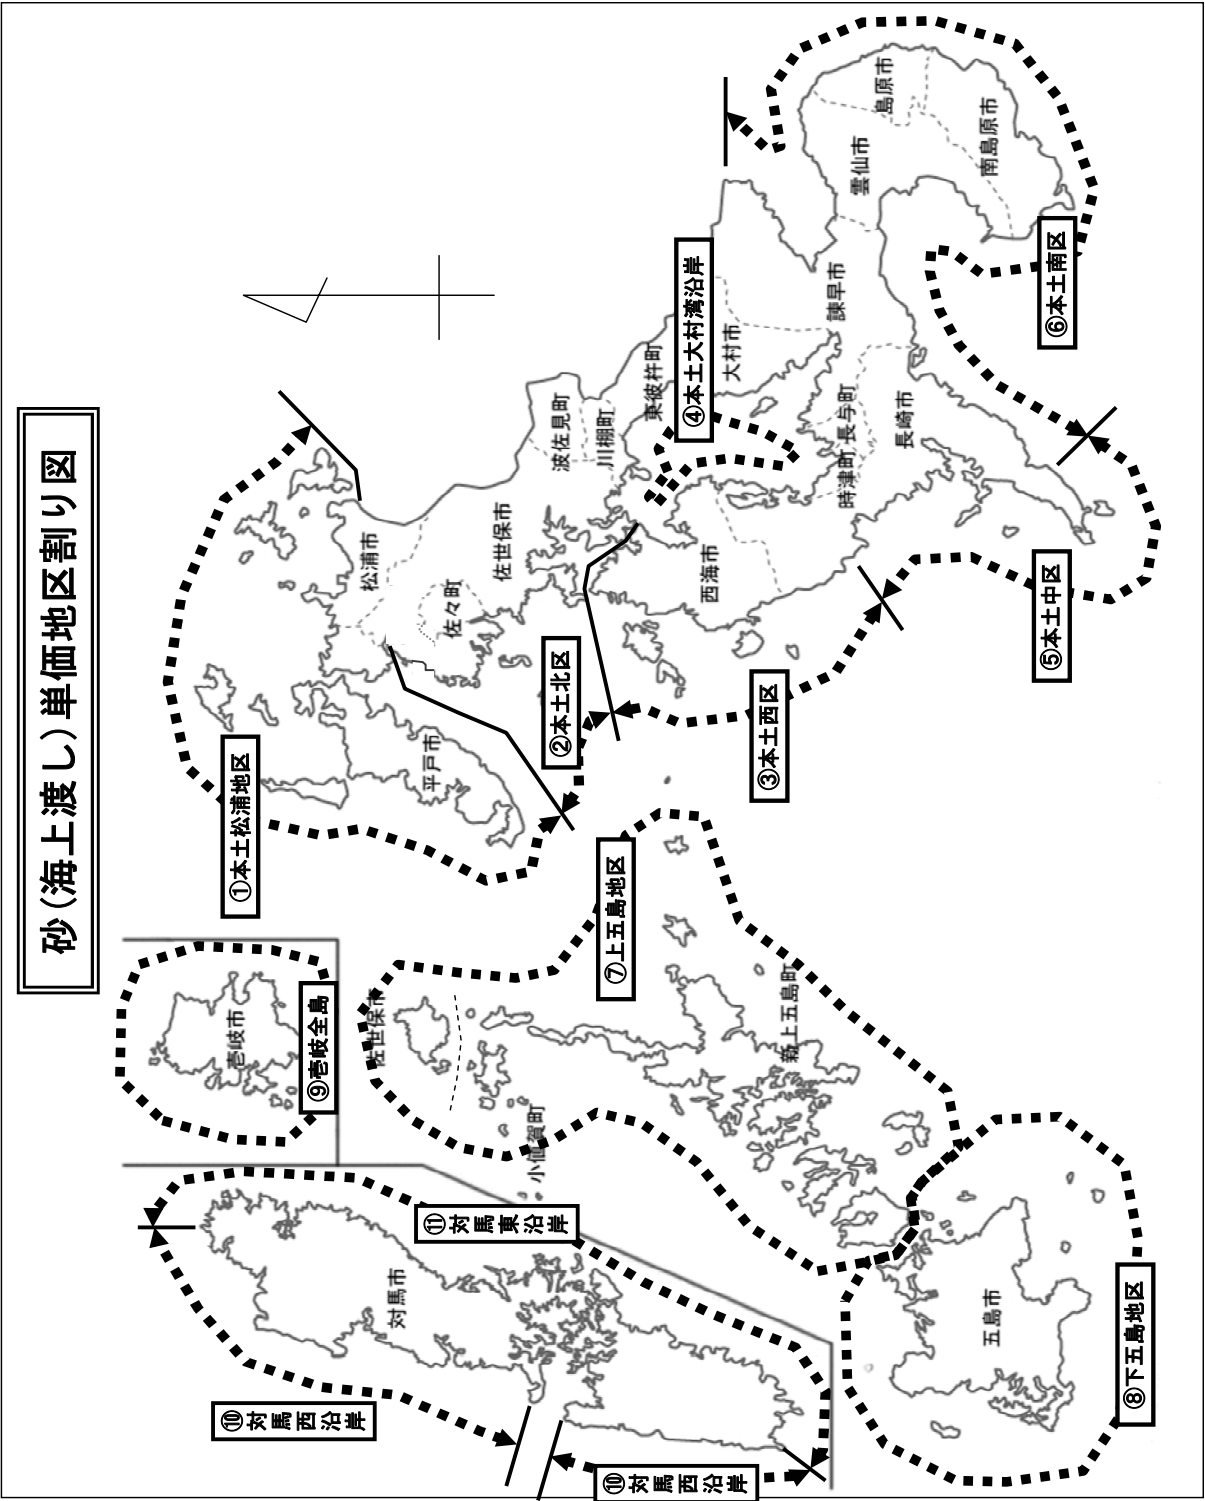 砂(海上渡し)単価地区割り図
①本土松浦地区
②本土北区
③本土西区
④本土大村湾沿岸
⑤本土中区
⑥本土南区
⑦上五島地区
⑧下五島地区
⑨壱岐全島
⑩対馬西沿岸
⑩対馬西沿岸
⑪対馬東沿岸
松浦市
平戸市
佐々町
佐世保市
波佐見町
川棚町
東彼杵町
大村市
諫早市
西海市
時津町
長与町
長崎市
雲仙市
島原市
南島原市
壱岐市
佐世保市
小値賀町
新上五島町
対馬市
五島市